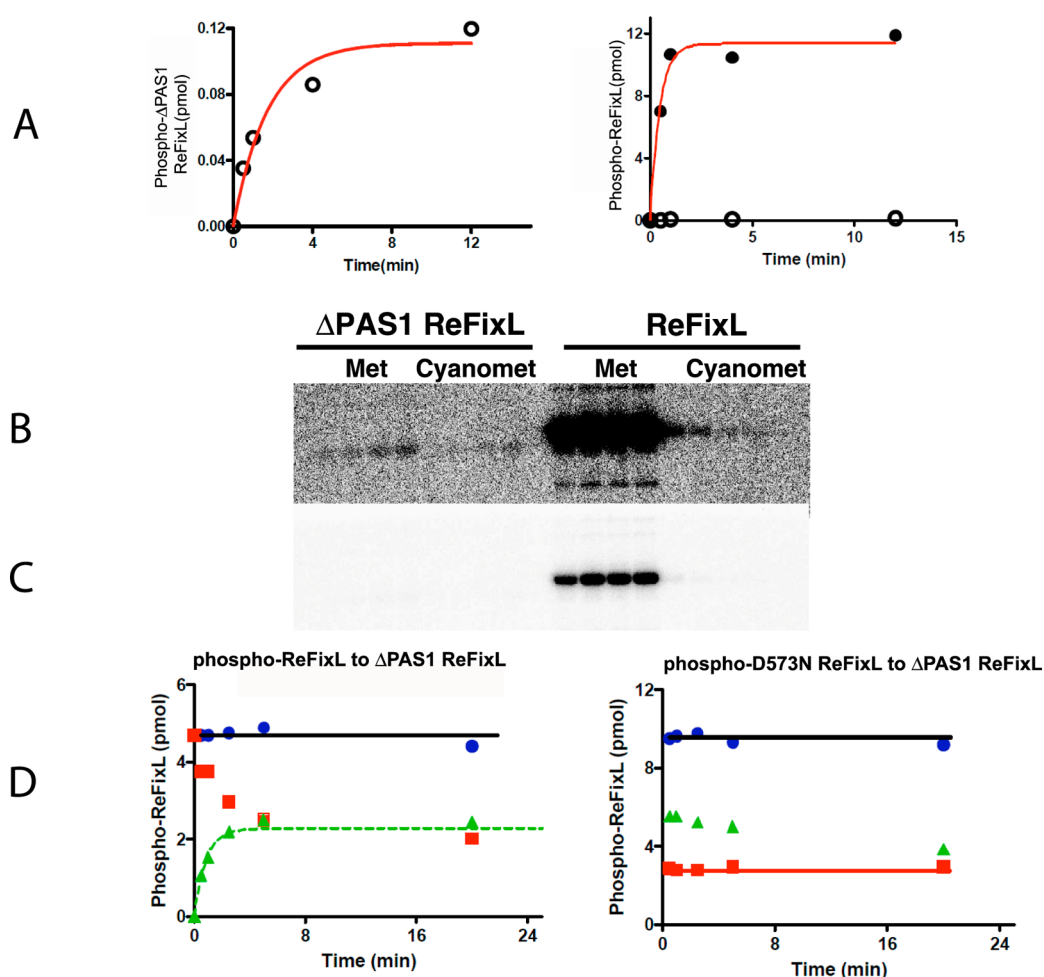 A
Phospho-ΔPAS1
ReFixL(pmol)
0.12
0.08
0.04
0.00
0 4 8 12
Time(min)
Phospho-ReFixL(pmol)
12
8
4
0
0 5 10 15
Time (min)
ΔPAS1 ReFixL ReFixL
Met Cyanomet Met Cyanomet
B
C
D
phospho-ReFixL to ΔPAS1 ReFixL
Phospho-ReFixL (pmol)
6
4
2
0
0 8 16 24
Time (min)
phospho-D573N ReFixL to ΔPAS1 ReFixL
Phospho-ReFixL (pmol)
12
8
4
0
0 8 16 24
Time (min)